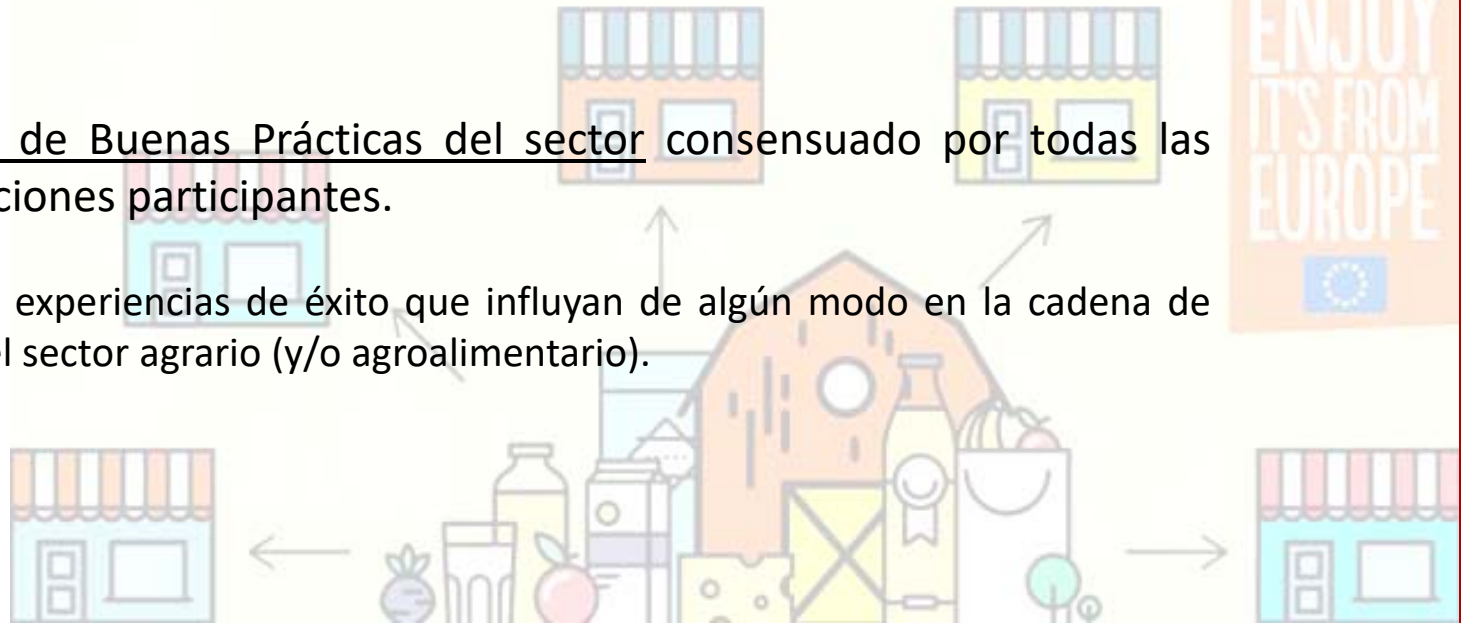 de Buenas Prácticas del sector consensuado por todas las
ciones participantes.
experiencias de éxito que influyan de algún modo en la cadena de
el sector agrario (y/o agroalimentario).
ENJOY
IT'S FROM
EUROPE